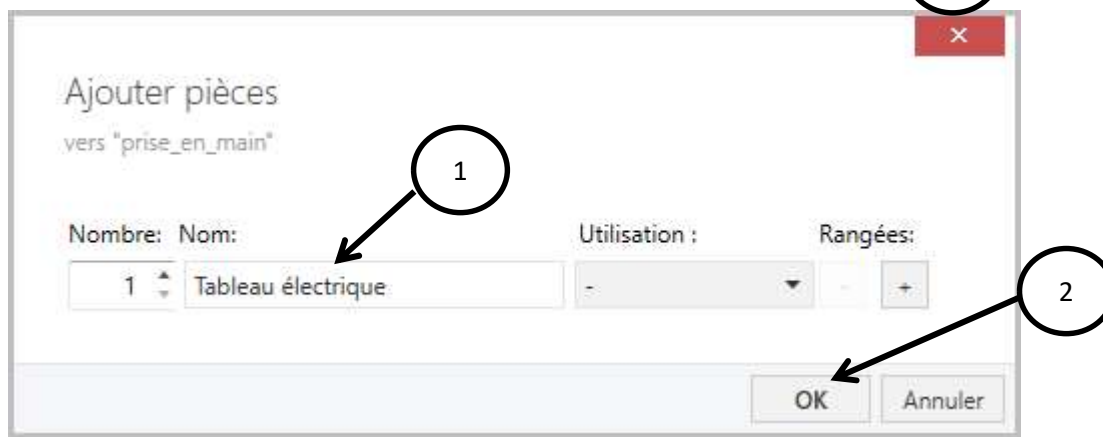 ×
Ajouter pièces
vers "prise_en_main"
1
Nombre: Nom: Utilisation : Rangées:
1 Tableau électrique - - +
2
OK Annuler